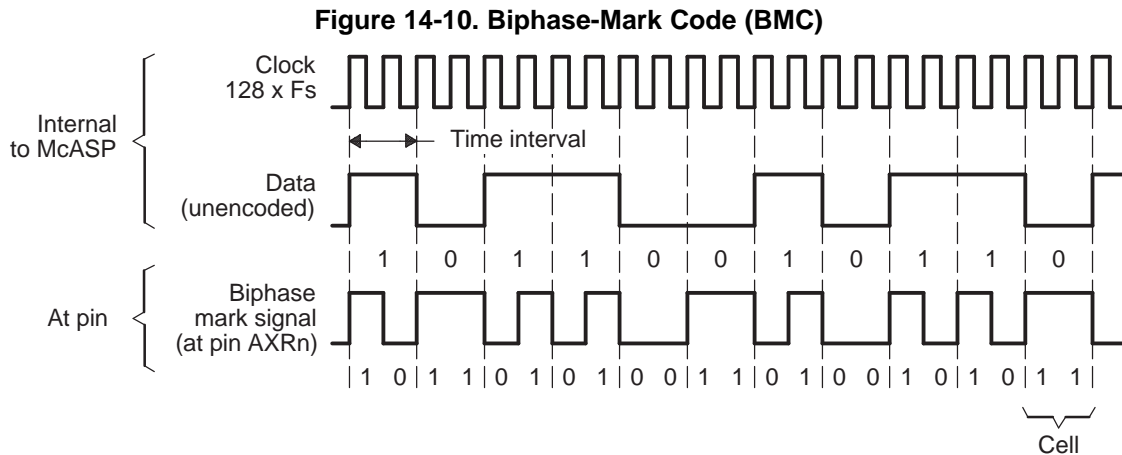 Figure 14-10. Biphase-Mark Code (BMC)
Clock
128 x Fs
Internal
to McASP
Time interval
Data
(unencoded)
1 0 1 1 0 0 1 0 1 1 0
At pin
Biphase
mark signal
(at pin AXRn)
1 0 1 1 0 1 0 1 0 0 1 1 0 1 0 0 1 0 1 0 1 1
Cell